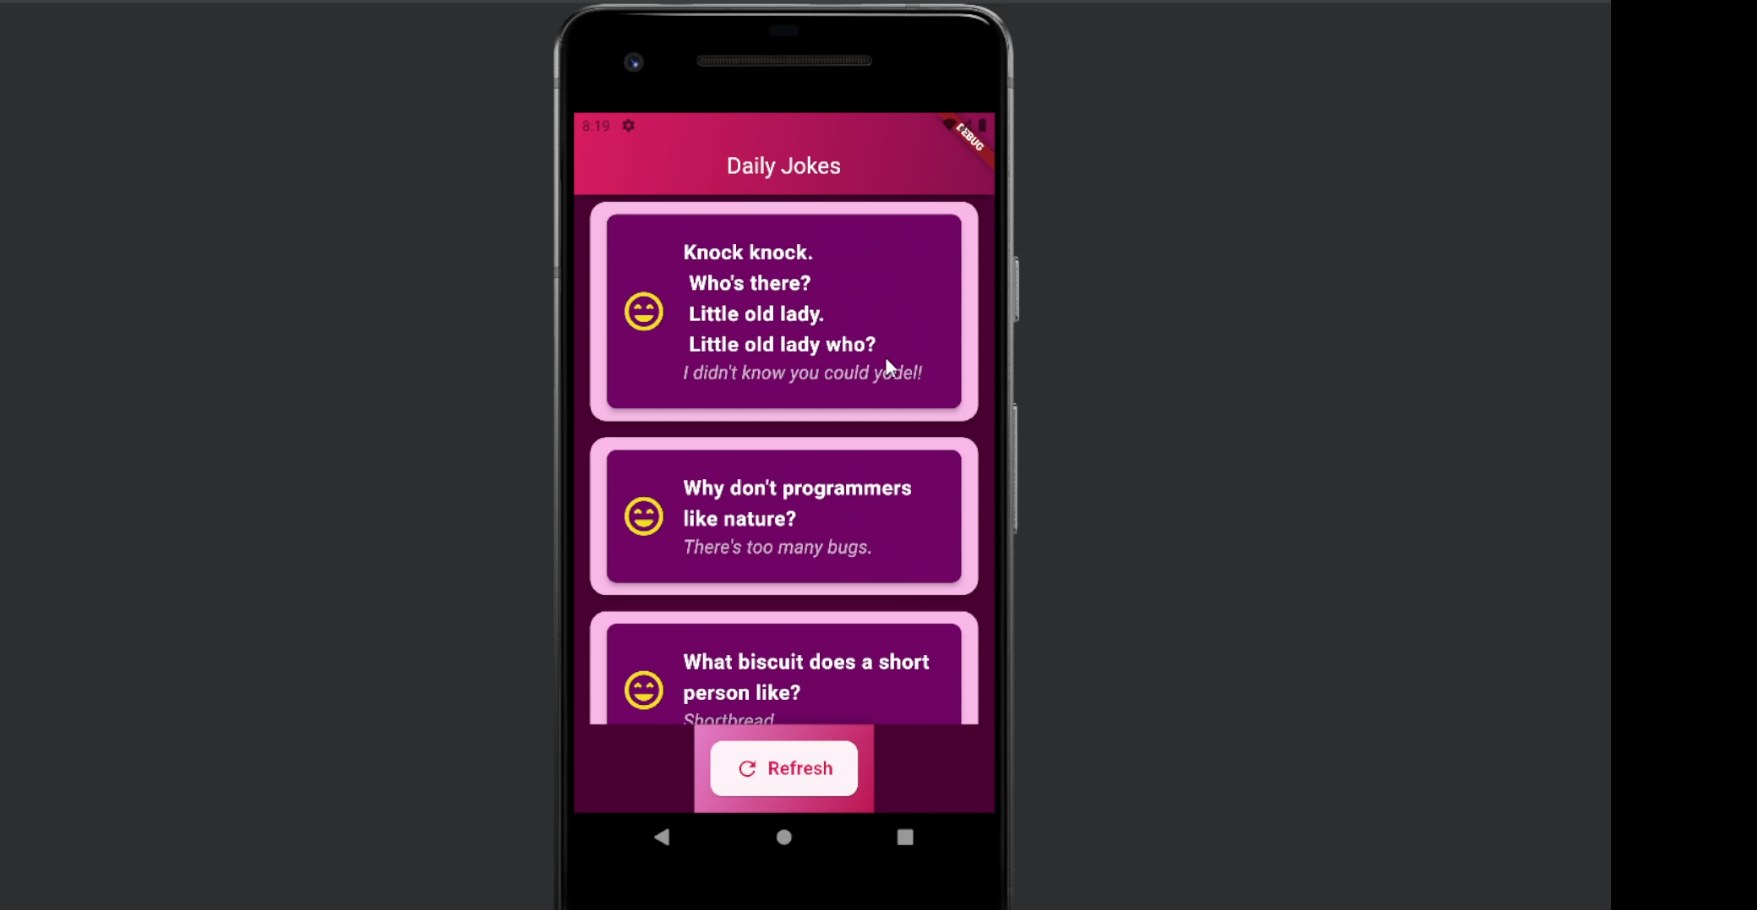 8:19
DEBUG
Daily Jokes
Knock knock.
Who's there?
Little old lady.
Little old lady who?
I didn't know you could yodel!
Why don't programmers
like nature?
There's too many bugs.
What biscuit does a short
person like?
Shortbread
Refresh